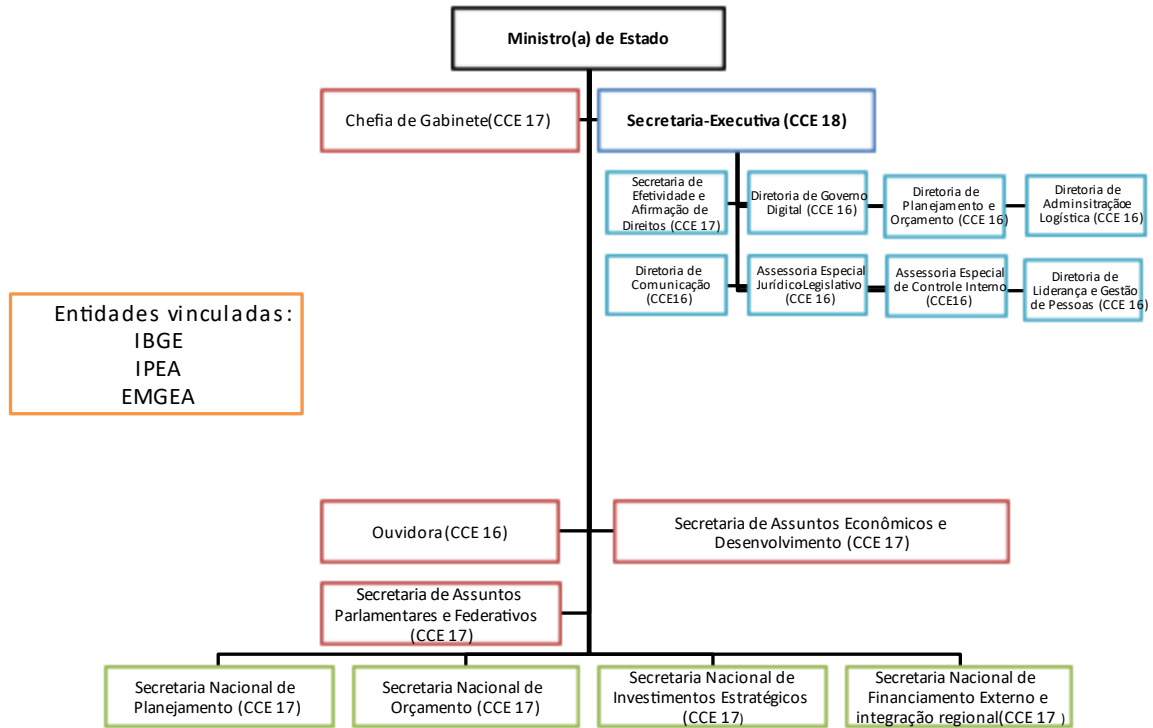 Ministro(a) de Estado
Chefia de Gabinete(CCE 17)
Secretaria-Executiva (CCE 18)
Secretaria de
Efetividade e
Afirmação de
Direitos (CCE 17)
Diretoria de Governo
Digital (CCE 16)
Diretoria de
Planejamento e
Orçamento (CCE 16)
Diretoria de
Adminsitração e
Logística (CCE 16)
Diretoria de
Comunicação
(CCE16)
Assessoria Especial
Jurídico-Legislativo
(CCE 16)
Assessoria Especial
de Controle Interno
(CCE16)
Diretoria de
Liderança e Gestão
de Pessoas (CCE 16)
Entidades vinculadas:
IBGE
IPEA
EMGEA
Ouvidora (CCE 16)
Secretaria de Assuntos Econômicos e
Desenvolvimento (CCE 17)
Secretaria de Assuntos
Parlamentares e Federativos
(CCE 17)
Secretaria Nacional de
Planejamento (CCE 17)
Secretaria Nacional de
Orçamento (CCE 17)
Secretaria Nacional de
Investimentos Estratégicos
(CCE 17)
Secretaria Nacional de
Financiamento Externo e
integração regional(CCE 17 )